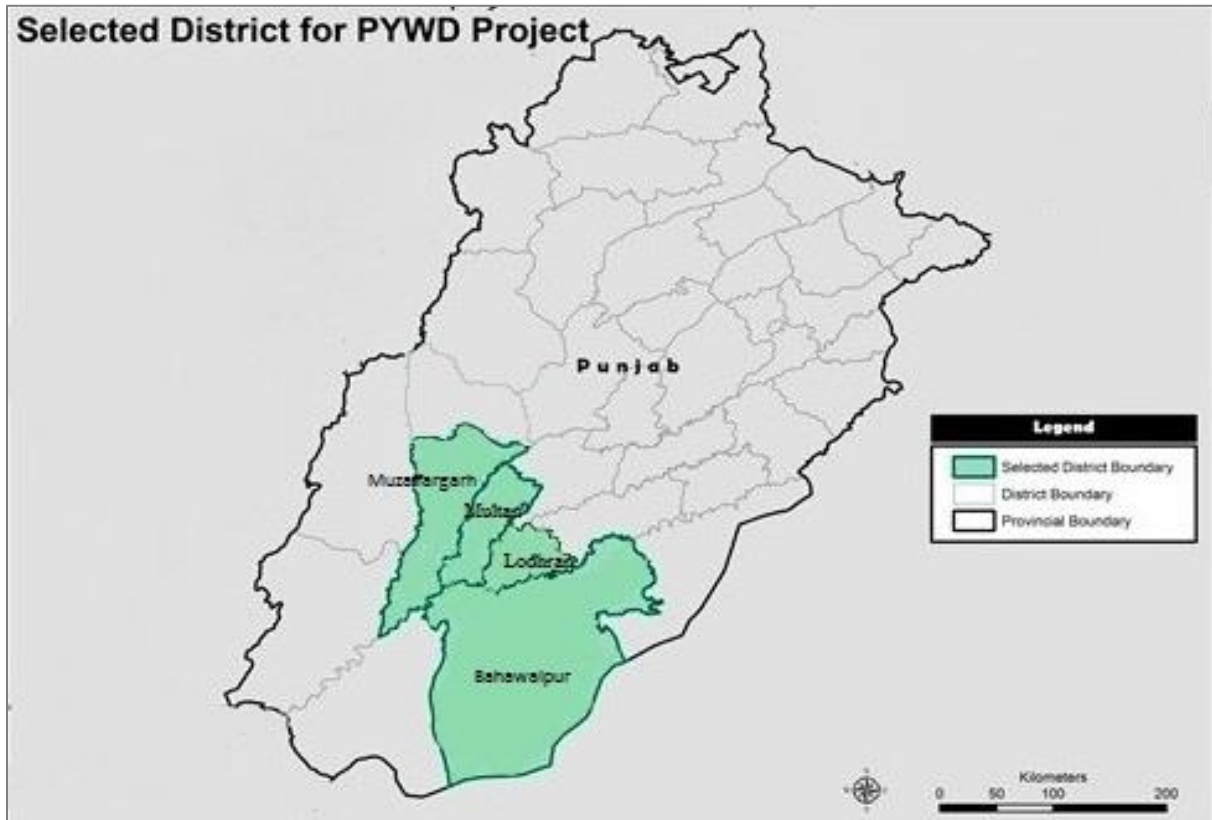 Selected District for PYWD Project
Punjab
Legend
Selected District Boundary
District Boundary
Provincial Boundary
Muzaffargarh
Multan
Lodhran
Bahawalpur
Kilometers
0 50 100 200